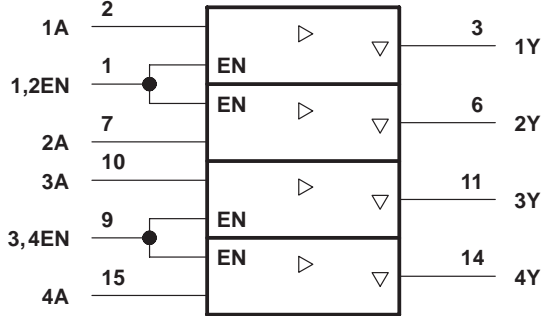 1A 2 3 1Y
1,2EN 1 EN
EN 6 2Y
2A 7
3A 10
11 3Y
3,4EN 9 EN
EN 14 4Y
4A 15